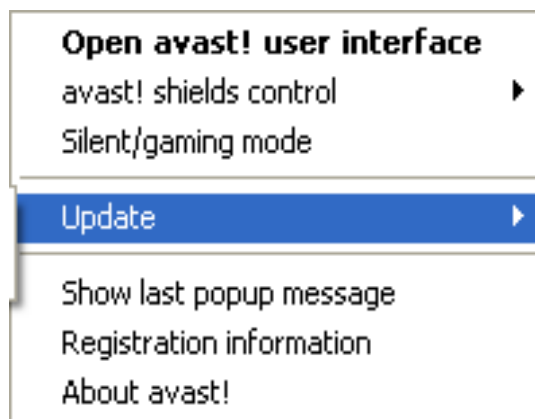 Open avast! user interface
avast! shields control
Silent/gaming mode
Update
Show last popup message
Registration information
About avast!